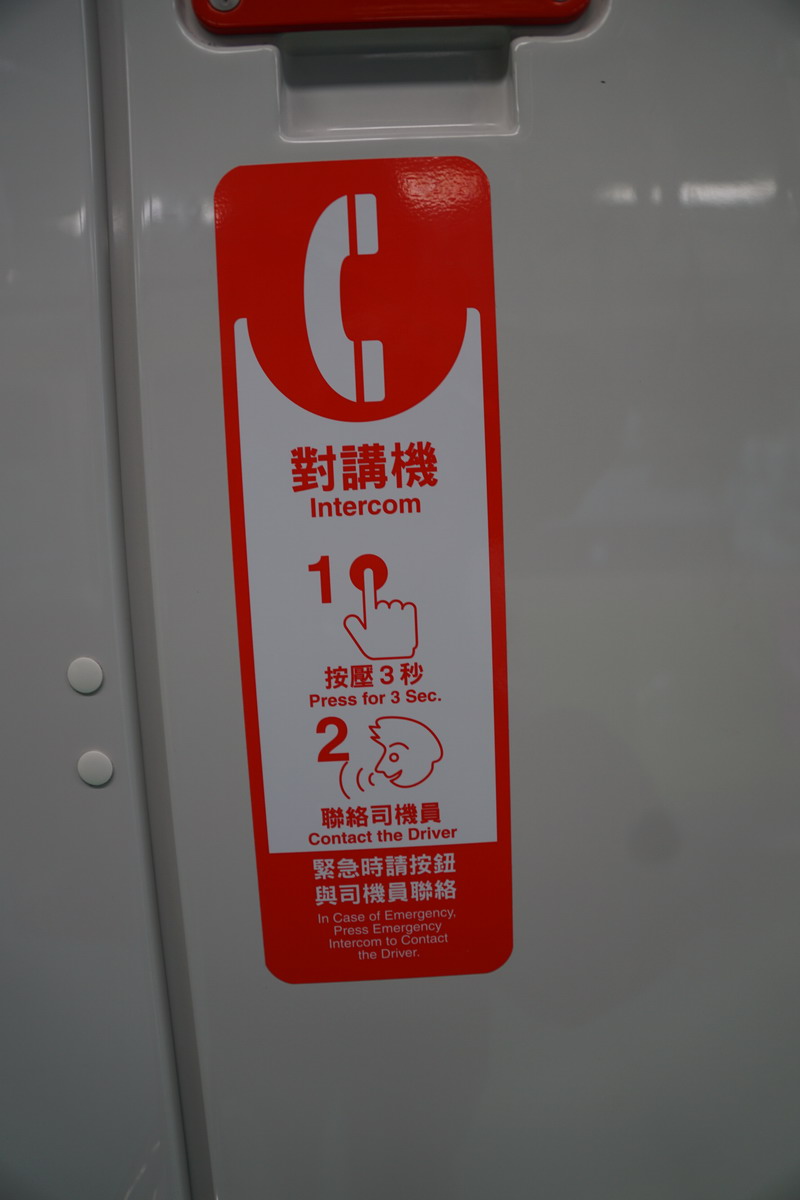 對講機
Intercom
1
按壓3秒
Press for 3 Sec.
2
聯絡司機員
Contact the Driver
緊急時請按鈕
與司機員聯絡
In Case of Emergency,
Press Emergency
Intercom to Contact
the Driver.